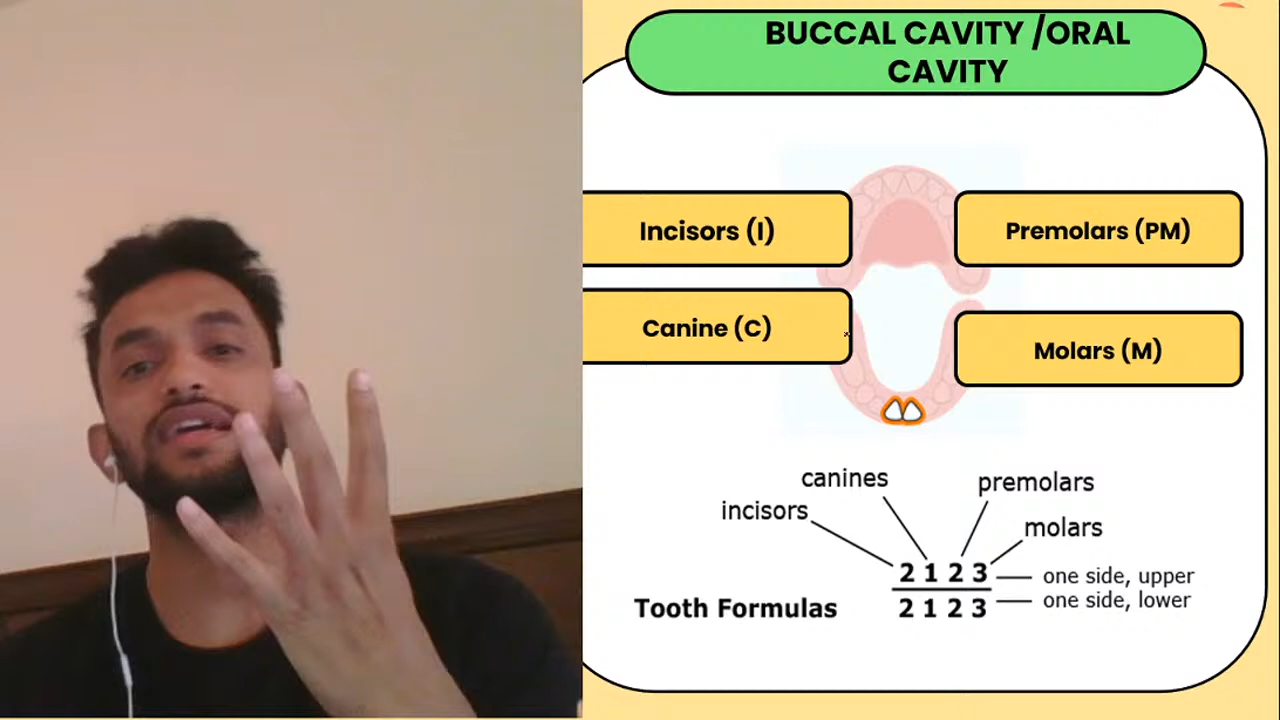 BUCCAL CAVITY /ORAL
CAVITY
Incisors (I)
Premolars (PM)
Canine (C)
Molars (M)
canines
premolars
incisors
molars
2 1 2 3
one side, upper
one side, lower
Tooth Formulas
2 1 2 3